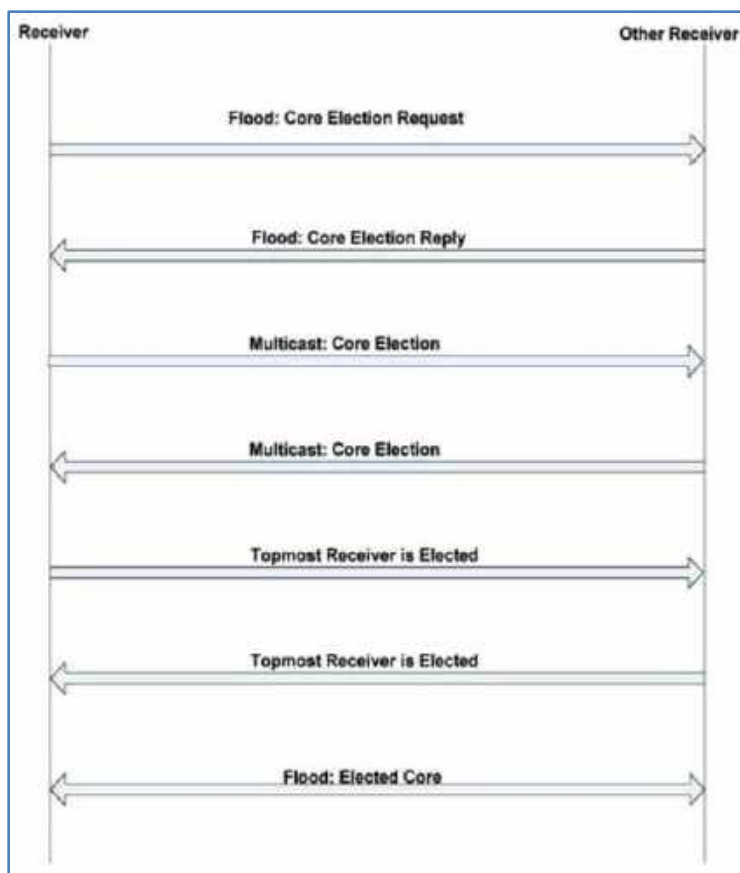 Receiver
Other Receiver
Flood: Core Election Request
Flood: Core Election Reply
Multicast: Core Election
Multicast: Core Election
Topmost Receiver is Elected
Topmost Receiver is Elected
Flood: Elected Core